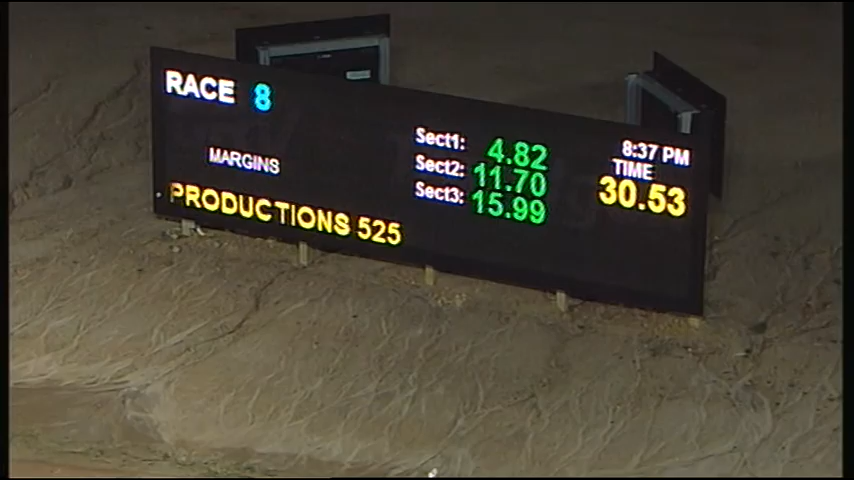 RACE 8
MARGINS
PRODUCTIONS 525
Sect1: 4.82
Sect2: 11.70
Sect3: 15.99
8:37 PM
TIME
30.53